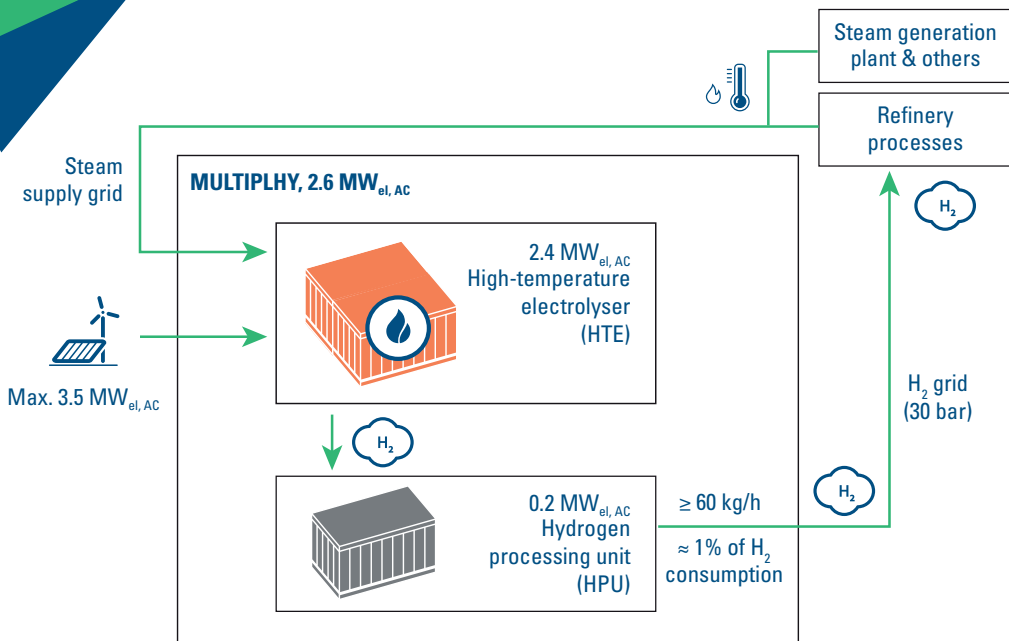 Steam generation
plant & others
Refinery
processes
Steam
supply grid
MULTIPLHY, 2.6 MWel, AC
H2
2.4 MWel, AC
High-temperature
electrolyser
(HTE)
Max. 3.5 MWel, AC
H2 grid
(30 bar)
H2
H2
0.2 MWel, AC
Hydrogen
processing unit
(HPU)
≥ 60 kg/h
≈ 1% of H2
consumption